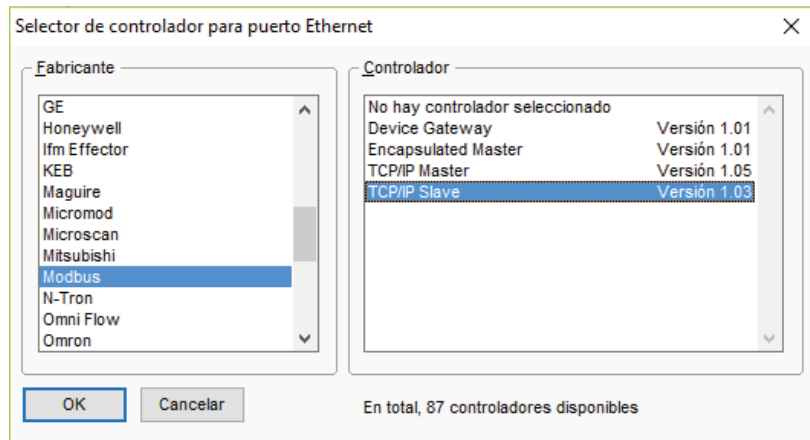 Selector de controlador para puerto Ethernet
Fabricante
GE
Honeywell
Ifm Effector
KEB
Maguire
Micromod
Microscan
Mitsubishi
Modbus
N-Tron
Omni Flow
Omron
Controlador
No hay controlador seleccionado
Device Gateway Versión 1.01
Encapsulated Master Versión 1.01
TCP/IP Master Versión 1.05
TCP/IP Slave Versión 1.03
OK
Cancelar
En total, 87 controladores disponibles